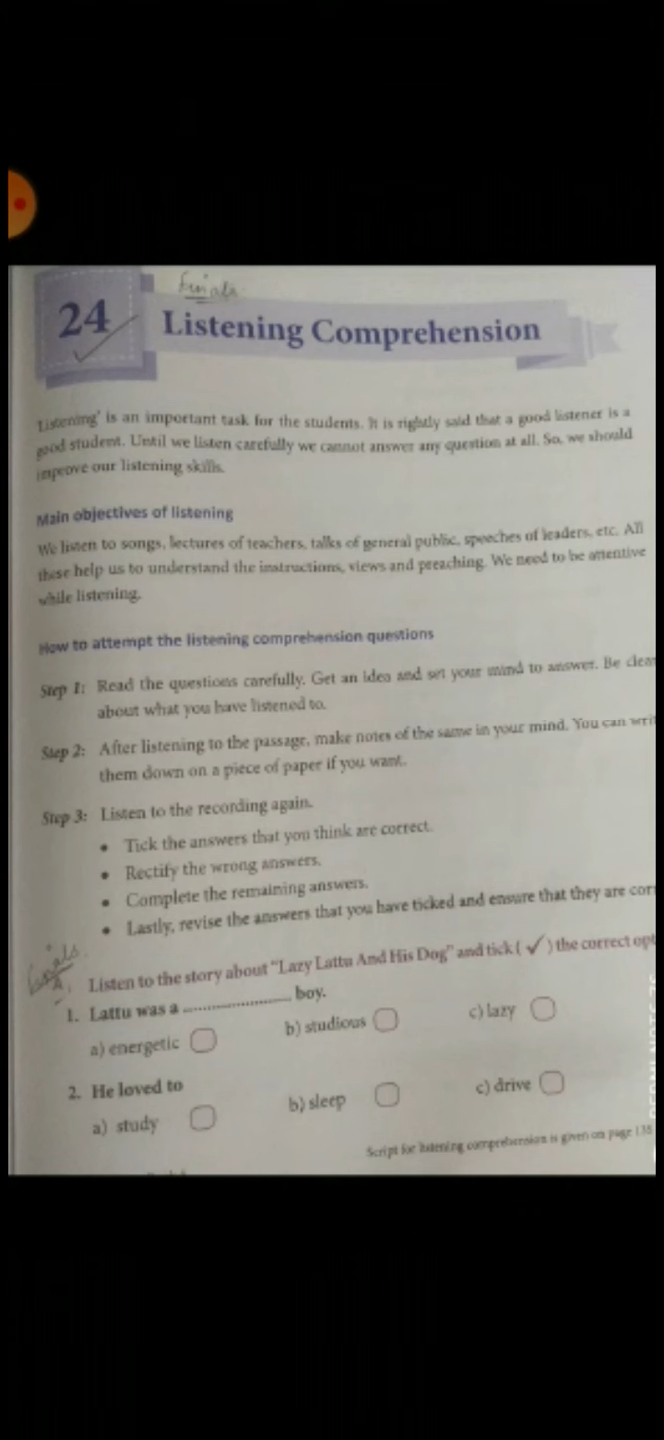 Finals
24
Listening Comprehension
'Listening' is an important task for the students. It is rightly said that a good listener is a
good student. Until we listen carefully we cannot answer any question at all. So, we should
improve our listening skills.
Main objectives of listening
We listen to songs, lectures of teachers, talks of general public, speeches of leaders, etc. All
these help us to understand the instructions, views and preaching. We need to be attentive
while listening.
How to attempt the listening comprehension questions
Step 1: Read the questions carefully. Get an idea and set your mind to answer. Be clear
about what you have listened to.
Step 2: After listening to the passage, make notes of the same in your mind. You can writ
them down on a piece of paper if you want.
Step 3: Listen to the recording again.
• Tick the answers that you think are correct.
• Rectify the wrong answers.
• Complete the remaining answers.
• Lastly, revise the answers that you have ticked and ensure that they are cor
Finals
A. Listen to the story about "Lazy Lattu And His Dog" and tick ( ✓ ) the correct opt
1. Lattu was a ........................ boy.
a) energetic b) studious c) lazy
2. He loved to
a) study b) sleep c) drive
Script for listening comprehension is given on page 138